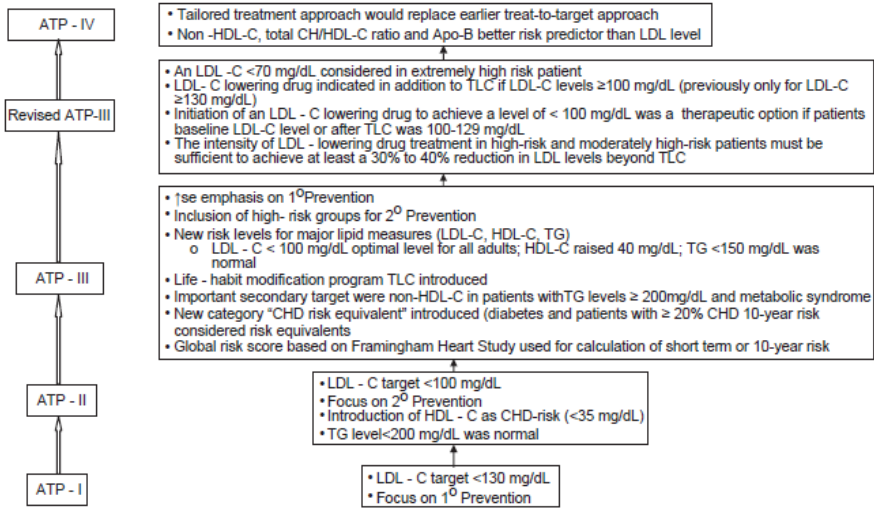 ATP - IV
• Tailored treatment approach would replace earlier treat-to-target approach
• Non -HDL-C, total CH/HDL-C ratio and Apo-B better risk predictor than LDL level
Revised ATP-III
• An LDL -C <70 mg/dL considered in extremely high risk patient
• LDL- C lowering drug indicated in addition to TLC if LDL-C levels ≥100 mg/dL (previously only for LDL-C
≥130 mg/dL)
• Initiation of an LDL - C lowering drug to achieve a level of < 100 mg/dL was a therapeutic option if patients
baseline LDL-C level or after TLC was 100-129 mg/dL
• The intensity of LDL - lowering drug treatment in high-risk and moderately high-risk patients must be
sufficient to achieve at least a 30% to 40% reduction in LDL levels beyond TLC
ATP - III
• ↑se emphasis on 1⁰Prevention
• Inclusion of high- risk groups for 2⁰ Prevention
• New risk levels for major lipid measures (LDL-C, HDL-C, TG)
o LDL - C < 100 mg/dL optimal level for all adults; HDL-C raised 40 mg/dL; TG <150 mg/dL was
normal
• Life - habit modification program TLC introduced
• Important secondary target were non-HDL-C in patients withTG levels ≥ 200mg/dL and metabolic syndrome
• New category “CHD risk equivalent” introduced (diabetes and patients with ≥ 20% CHD 10-year risk
considered risk equivalents
• Global risk score based on Framingham Heart Study used for calculation of short term or 10-year risk
ATP - II
• LDL - C target <100 mg/dL
• Focus on 2⁰ Prevention
• Introduction of HDL - C as CHD-risk (<35 mg/dL)
• TG level<200 mg/dL was normal
ATP - I
• LDL - C target <130 mg/dL
• Focus on 1⁰ Prevention